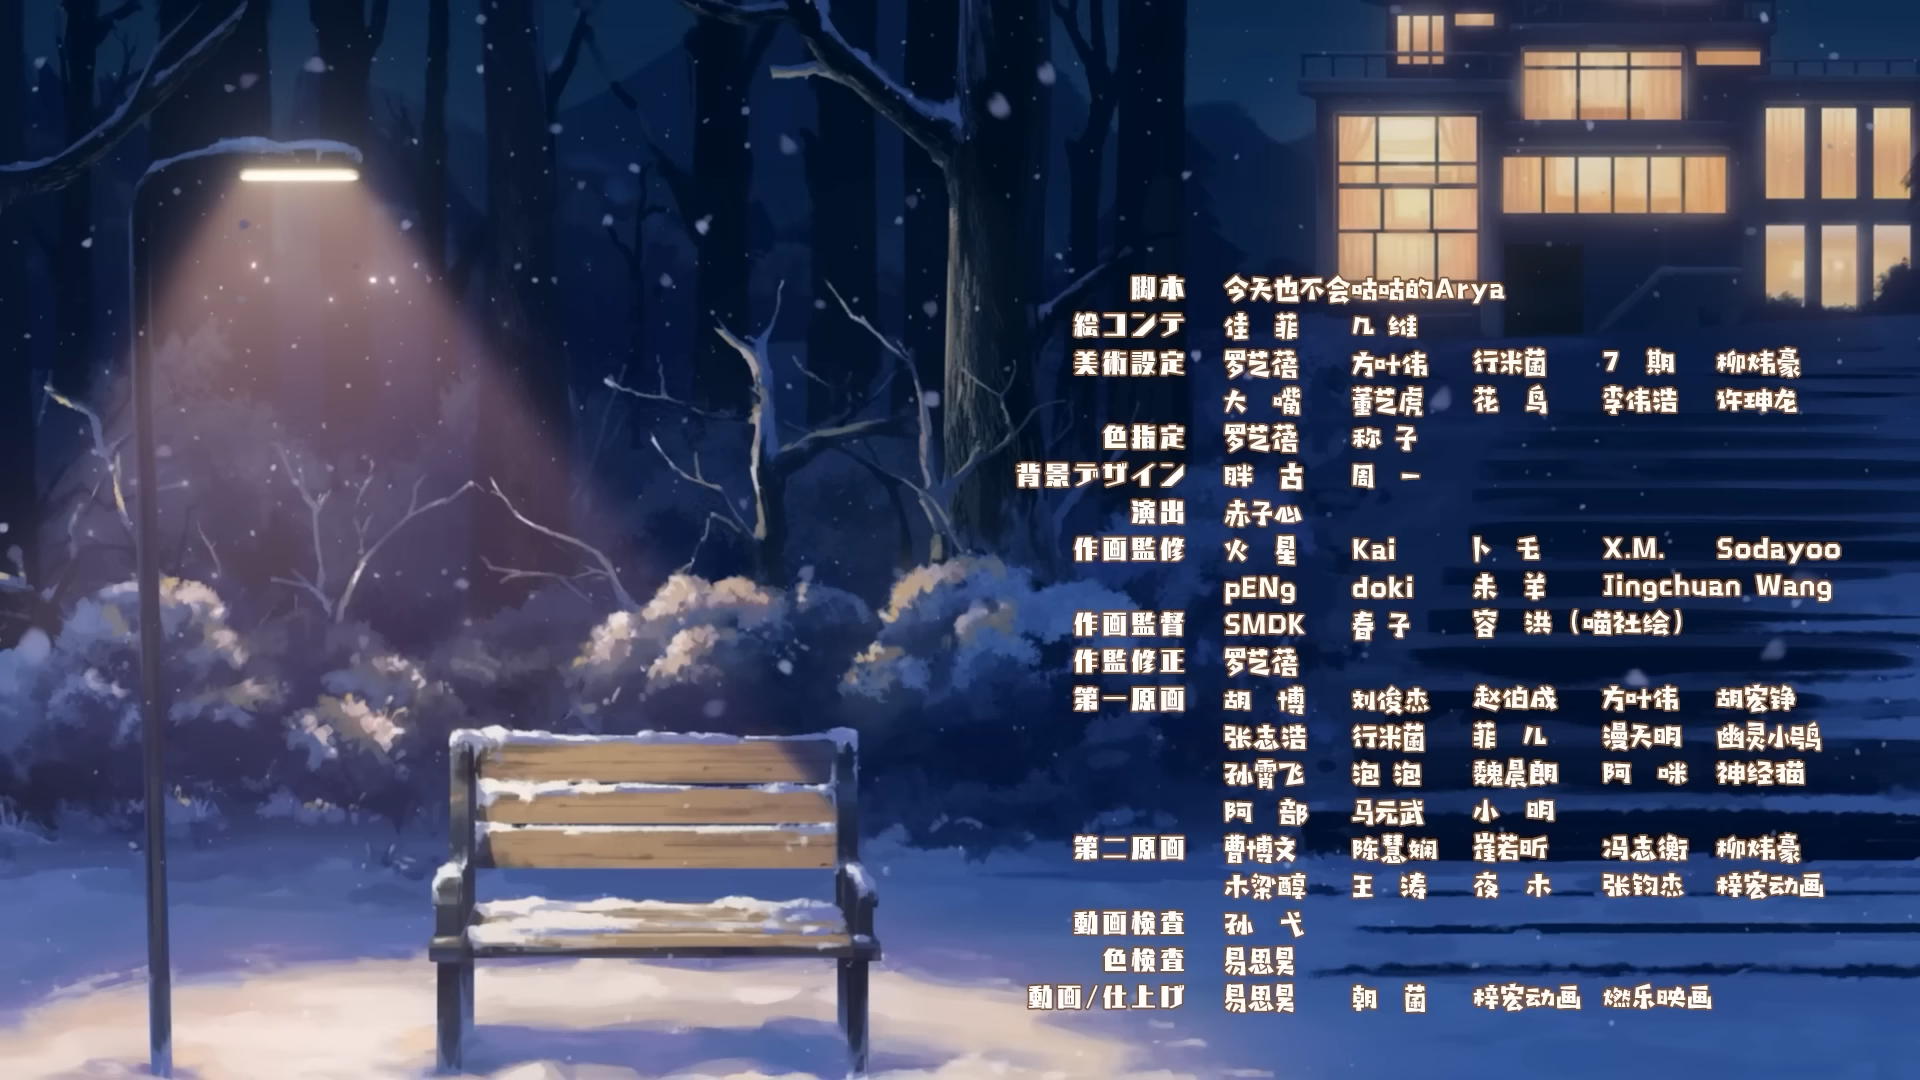 脚本 今天也不会咕咕的Arya
絵コンテ 佳 菲 几 维
美術設定 罗艺蓓 方叶伟 行米菌 7 期 柳炜豪
大 嘴 董芝虎 花 鸟 李伟浩 许珅龙
色指定 罗艺蓓 称 子
背景デザイン 胖 古 周 一
演出 赤子心
作画監修 火 星 Kai 卜 毛 X.M. Sodayoo
pENg doki 未 羊 Jingchuan Wang
作画監督 SMDK 春 子 容 洪（喵社绘）
作監修正 罗艺蓓
第一原画 胡 博 刘俊杰 赵伯成 方叶伟 胡宏铮
张志浩 行米菌 菲 儿 漫天明 幽灵小鸮
孙霄飞 泡 泡 魏晨朗 阿 咪 神经猫
阿 部 马元武 小 明
第二原画 曹博文 陈慧娴 崔若昕 冯志衡 柳炜豪
木梁醇 王 涛 夜 木 张钧杰 梓宏动画
動画検査 孙 弋
色検査 易思昊
動画/仕上げ 易思昊 朝 菌 梓宏动画 燃乐映画